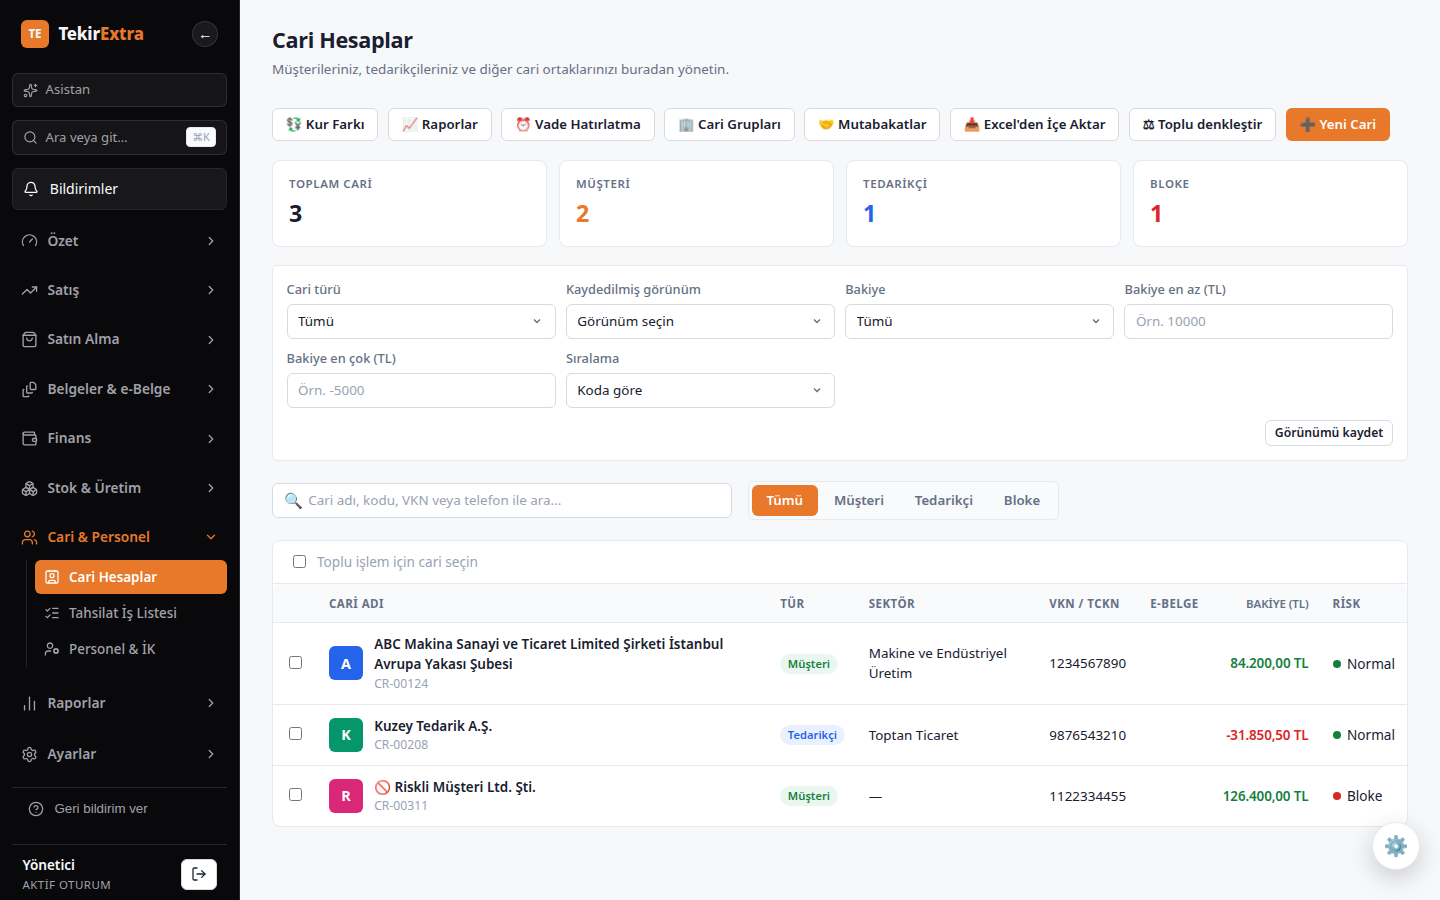 TE TekirExtra ←
Asistan
Ara veya git... ⌘K
Bildirimler
Özet
Satış
Satın Alma
Belgeler & e-Belge
Finans
Stok & Üretim
Cari & Personel
Cari Hesaplar
Tahsilat İş Listesi
Personel & İK
Raporlar
Ayarlar
Geri bildirim ver
Yönetici
AKTİF OTURUM
Cari Hesaplar
Müşterileriniz, tedarikçileriniz ve diğer cari ortaklarınızı buradan yönetin.
💱 Kur Farkı 📈 Raporlar ⏰ Vade Hatırlatma 🏢 Cari Grupları 🤝 Mutabakatlar 📥 Excel'den İçe Aktar ⚖ Toplu denkleştir ➕ Yeni Cari
TOPLAM CARİ MÜŞTERİ TEDARİKÇİ BLOKE
3 2 1 1
Cari türü Kaydedilmiş görünüm Bakiye Bakiye en az (TL)
Tümü Görünüm seçin Tümü Örn. 10000
Bakiye en çok (TL) Sıralama
Örn. -5000 Koda göre
Görünümü kaydet
🔍 Cari adı, kodu, VKN veya telefon ile ara... Tümü Müşteri Tedarikçi Bloke
Toplu işlem için cari seçin
CARİ ADI TÜR SEKTÖR VKN / TCKN E-BELGE BAKİYE (TL) RİSK
A ABC Makina Sanayi ve Ticaret Limited Şirketi İstanbul
Avrupa Yakası Şubesi
CR-00124
Müşteri
Makine ve Endüstriyel
Üretim
1234567890 84.200,00 TL Normal
K Kuzey Tedarik A.Ş.
CR-00208
Tedarikçi Toptan Ticaret 9876543210 -31.850,50 TL Normal
R 🚫 Riskli Müşteri Ltd. Şti.
CR-00311
Müşteri — 1122334455 126.400,00 TL Bloke